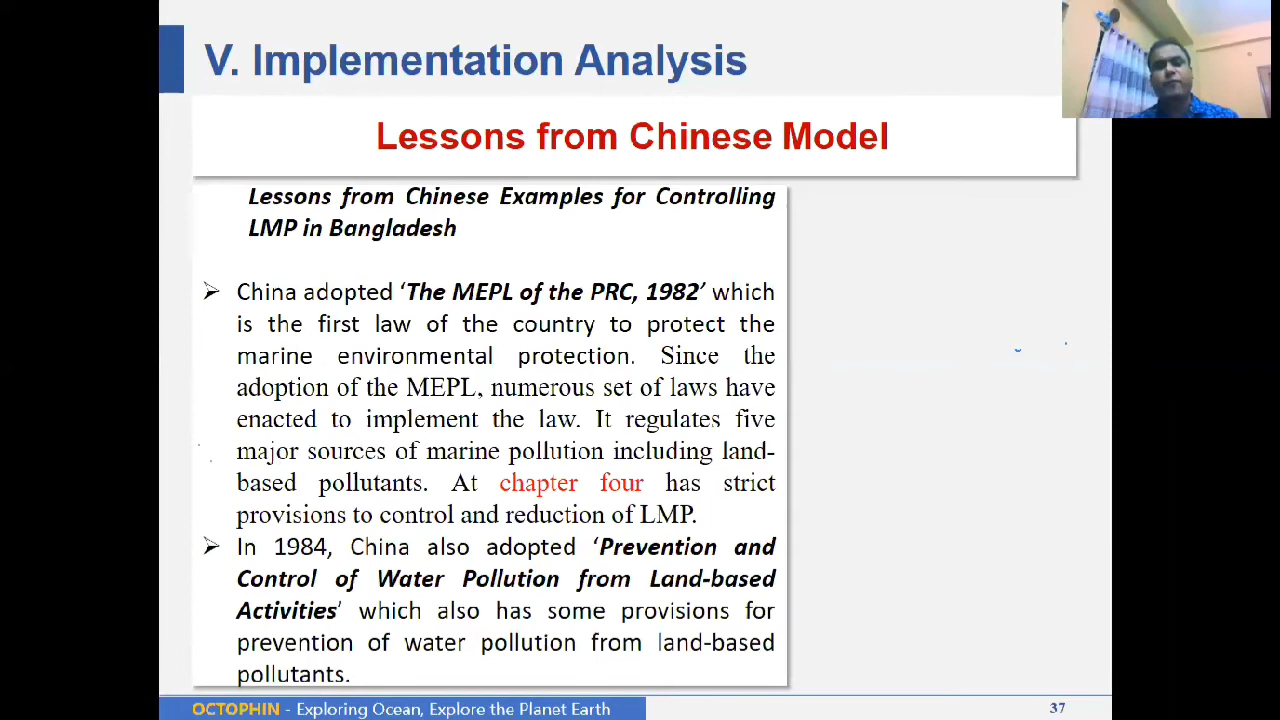 V. Implementation Analysis
Lessons from Chinese Model
Lessons from Chinese Examples for Controlling
LMP in Bangladesh
➢ China adopted ‘The MEPL of the PRC, 1982’ which
is the first law of the country to protect the
marine environmental protection. Since the
adoption of the MEPL, numerous set of laws have
enacted to implement the law. It regulates five
major sources of marine pollution including land-
based pollutants. At chapter four has strict
provisions to control and reduction of LMP.
➢ In 1984, China also adopted ‘Prevention and
Control of Water Pollution from Land-based
Activities’ which also has some provisions for
prevention of water pollution from land-based
pollutants.
OCTOPHIN - Exploring Ocean, Explore the Planet Earth
37